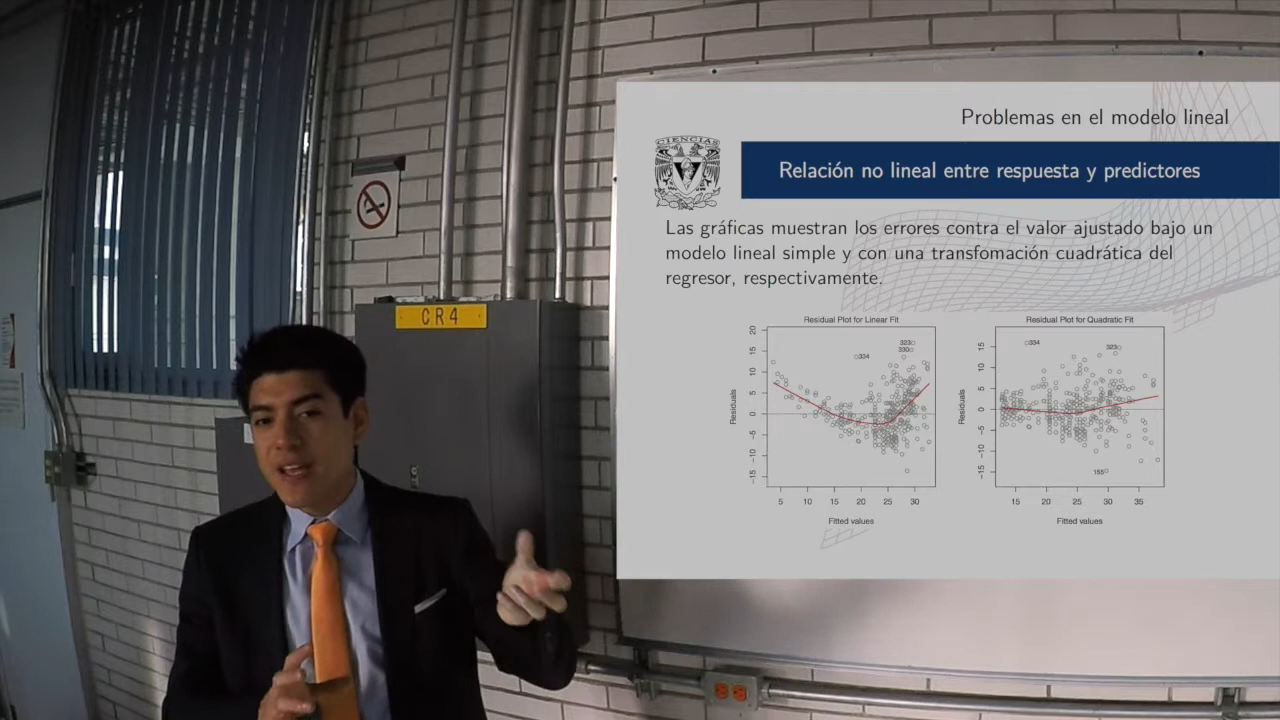 Problemas en el modelo lineal
CIENCIAS
Relación no lineal entre respuesta y predictores
Las gráficas muestran los errores contra el valor ajustado bajo un
modelo lineal simple y con una transfomación cuadrática del
regresor, respectivamente.
CR4
Residual Plot for Linear Fit
334
323
330
Residuals
20
15
10
5
0
−5
−10
−15
5 10 15 20 25 30
Fitted values
Residual Plot for Quadratic Fit
334
323
155
Residuals
15
10
5
0
−5
−10
−15
15 20 25 30 35
Fitted values